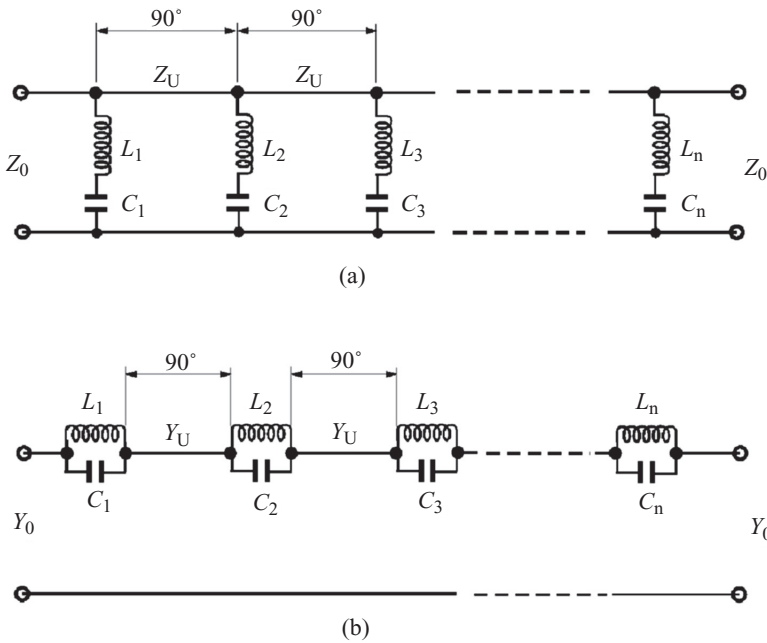 90° 90°
Z_U Z_U
Z_0 L_1 L_2 L_3 L_n Z_0
C_1 C_2 C_3 C_n
(a)
90° 90°
L_1 L_2 L_3 L_n
Y_U Y_U
C_1 C_2 C_3 C_n
Y_0 Y_0
(b)